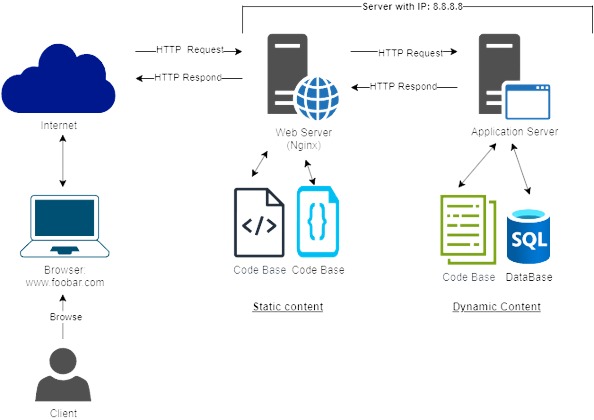 Server with IP: 8.8.8.8
HTTP Request
HTTP Request
HTTP Respond
HTTP Respond
Internet
Web Server
(Nginx)
Application Server
</>
{}
SQL
Browser:
www.foobar.com
Code Base
Code Base
Code Base
DataBase
Static content
Dynamic Content
Browse
Client